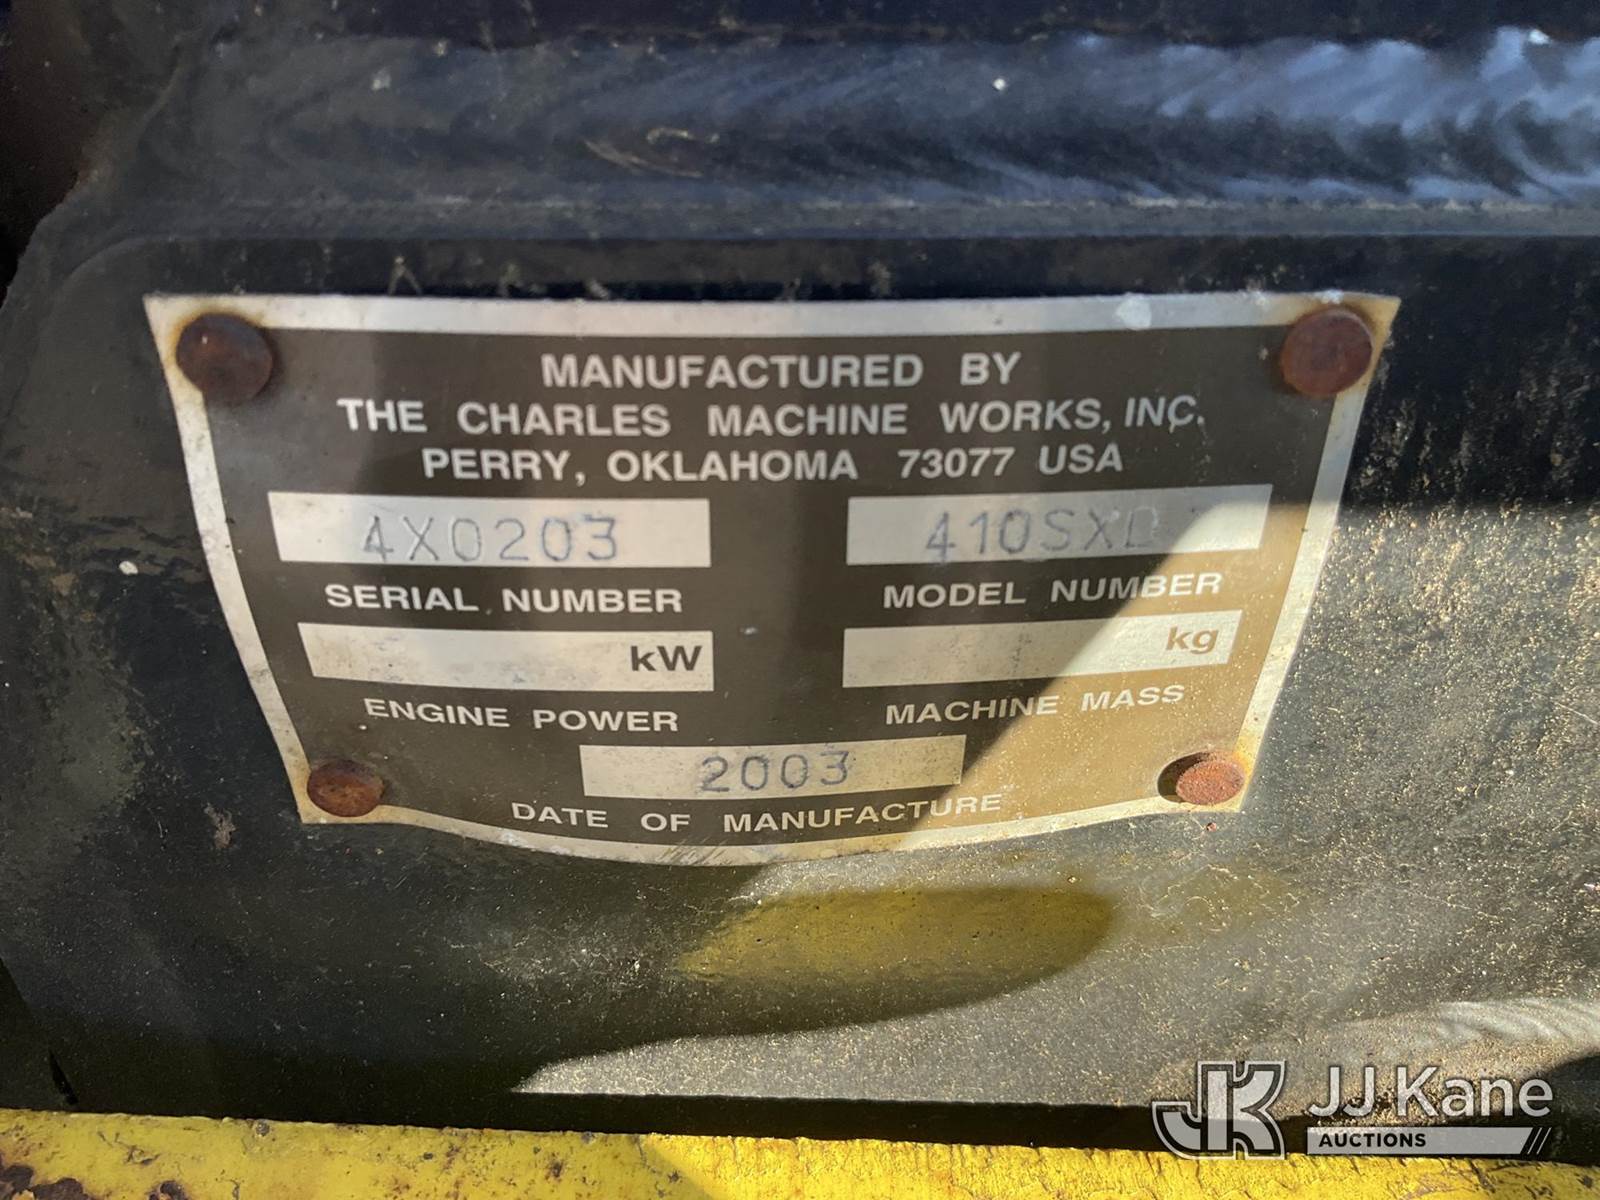 MANUFACTURED BY
THE CHARLES MACHINE WORKS, INC.
PERRY, OKLAHOMA 73077 USA
4X0203 410SXD
SERIAL NUMBER MODEL NUMBER
kW kg
ENGINE POWER MACHINE MASS
2003
DATE OF MANUFACTURE
JK JJ Kane
AUCTIONS